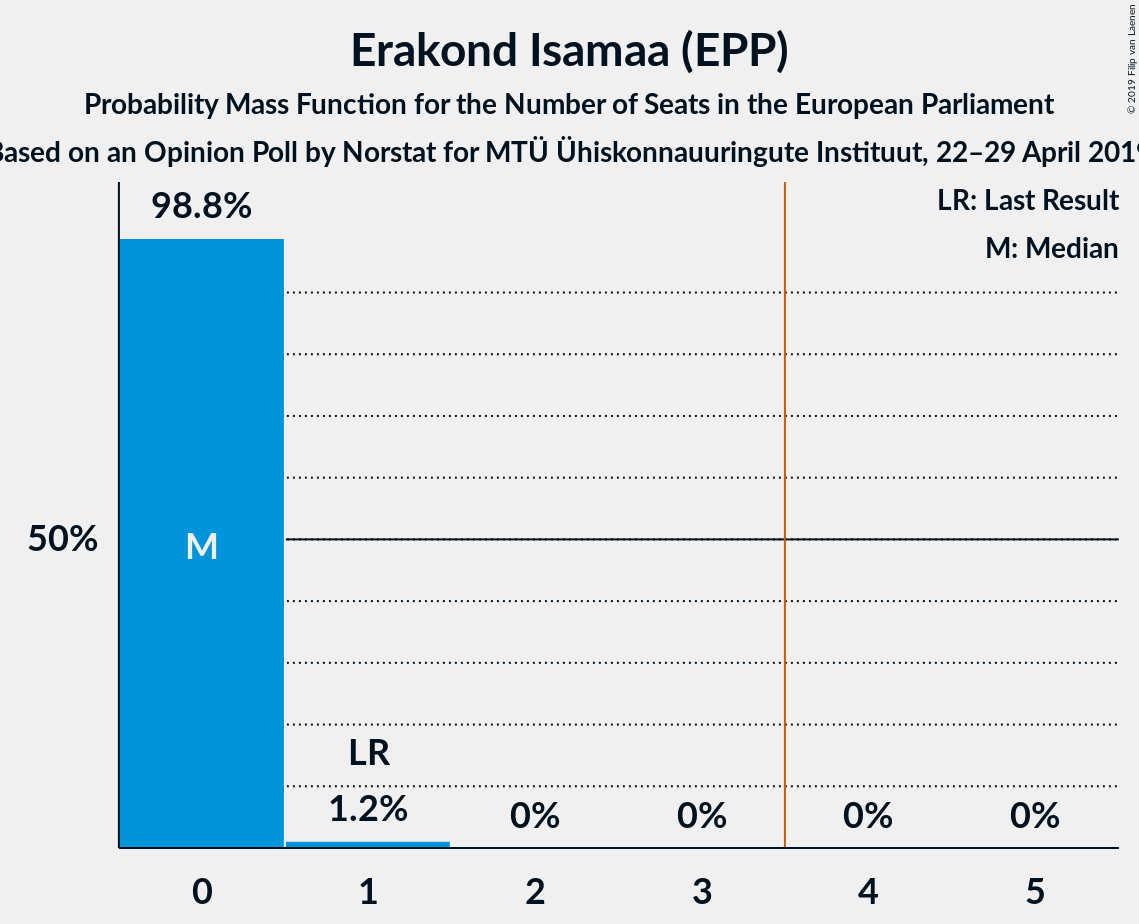 Erakond Isamaa (EPP)
Probability Mass Function for the Number of Seats in the European Parliament
Based on an Opinion Poll by Norstat for MTÜ Ühiskonnauuringute Instituut, 22–29 April 2019
© 2019 Filip van Laenen
LR: Last Result
M: Median
98.8%
50%
M
LR
1.2%
0%
0%
0%
0%
0
1
2
3
4
5